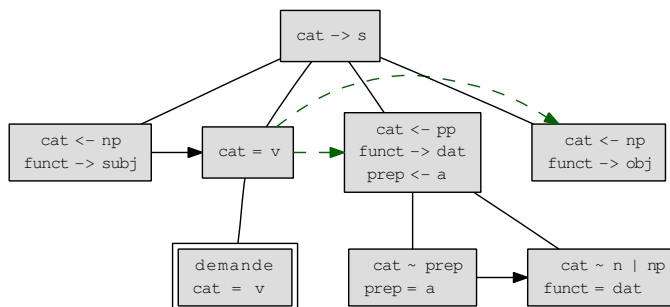 cat -> s
cat <- np
funct -> subj
cat = v
cat <- pp
funct -> dat
prep <- a
cat <- np
funct -> obj
demande
cat = v
cat ~ prep
prep = a
cat ~ n | np
funct = dat